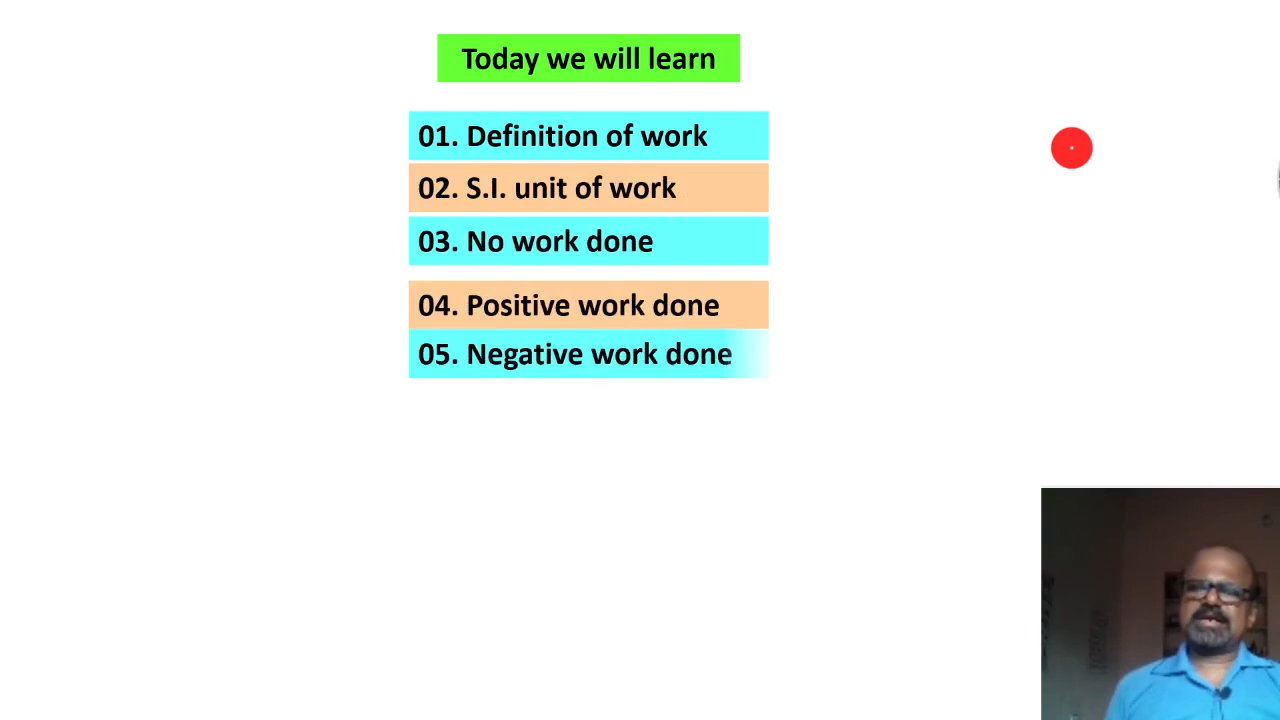 Today we will learn
01. Definition of work
02. S.I. unit of work
03. No work done
04. Positive work done
05. Negative work done